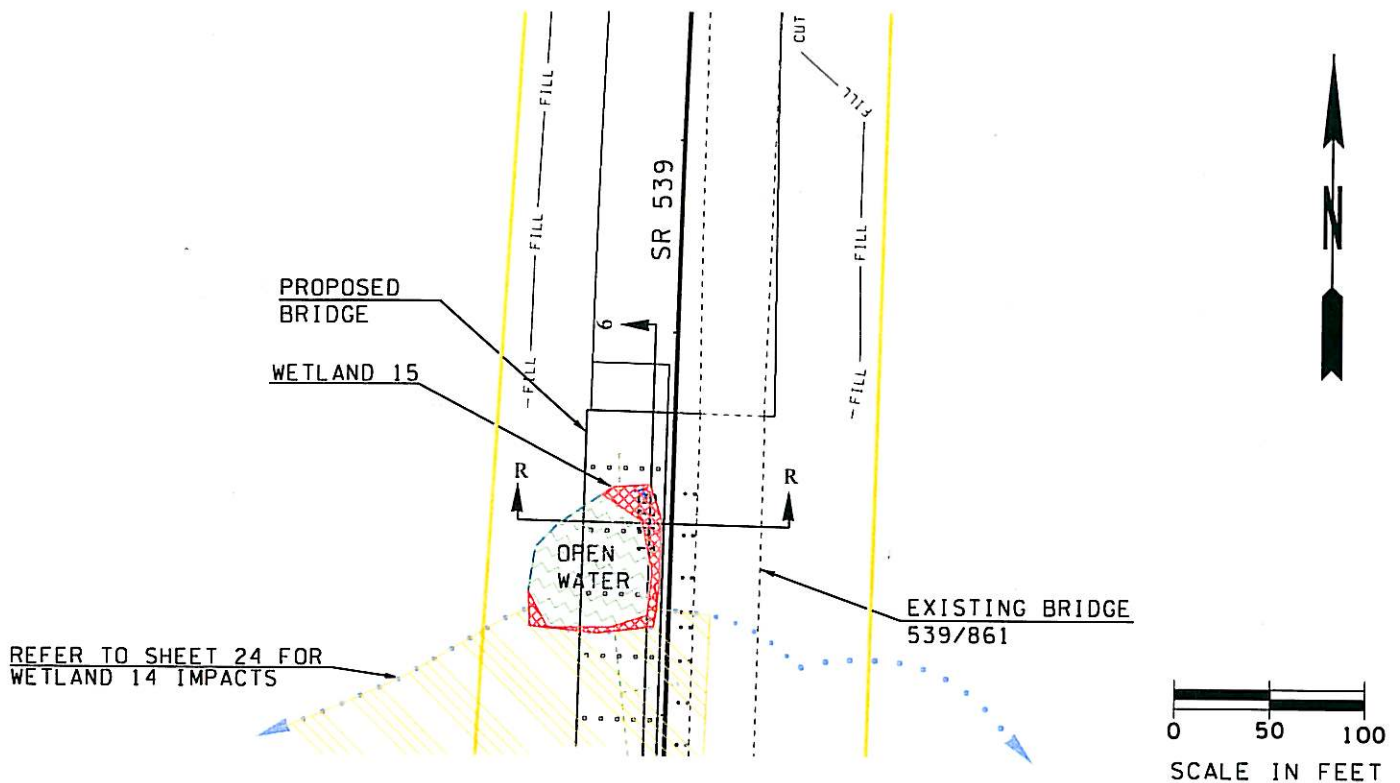 CUT
FILL
FILL
FILL
FILL
SR 539
N
FILL
FILL
FILL
PROPOSED
BRIDGE
6
WETLAND 15
R
R
OPEN
WATER
EXISTING BRIDGE
539/861
REFER TO SHEET 24 FOR
WETLAND 14 IMPACTS
0 50 100
SCALE IN FEET